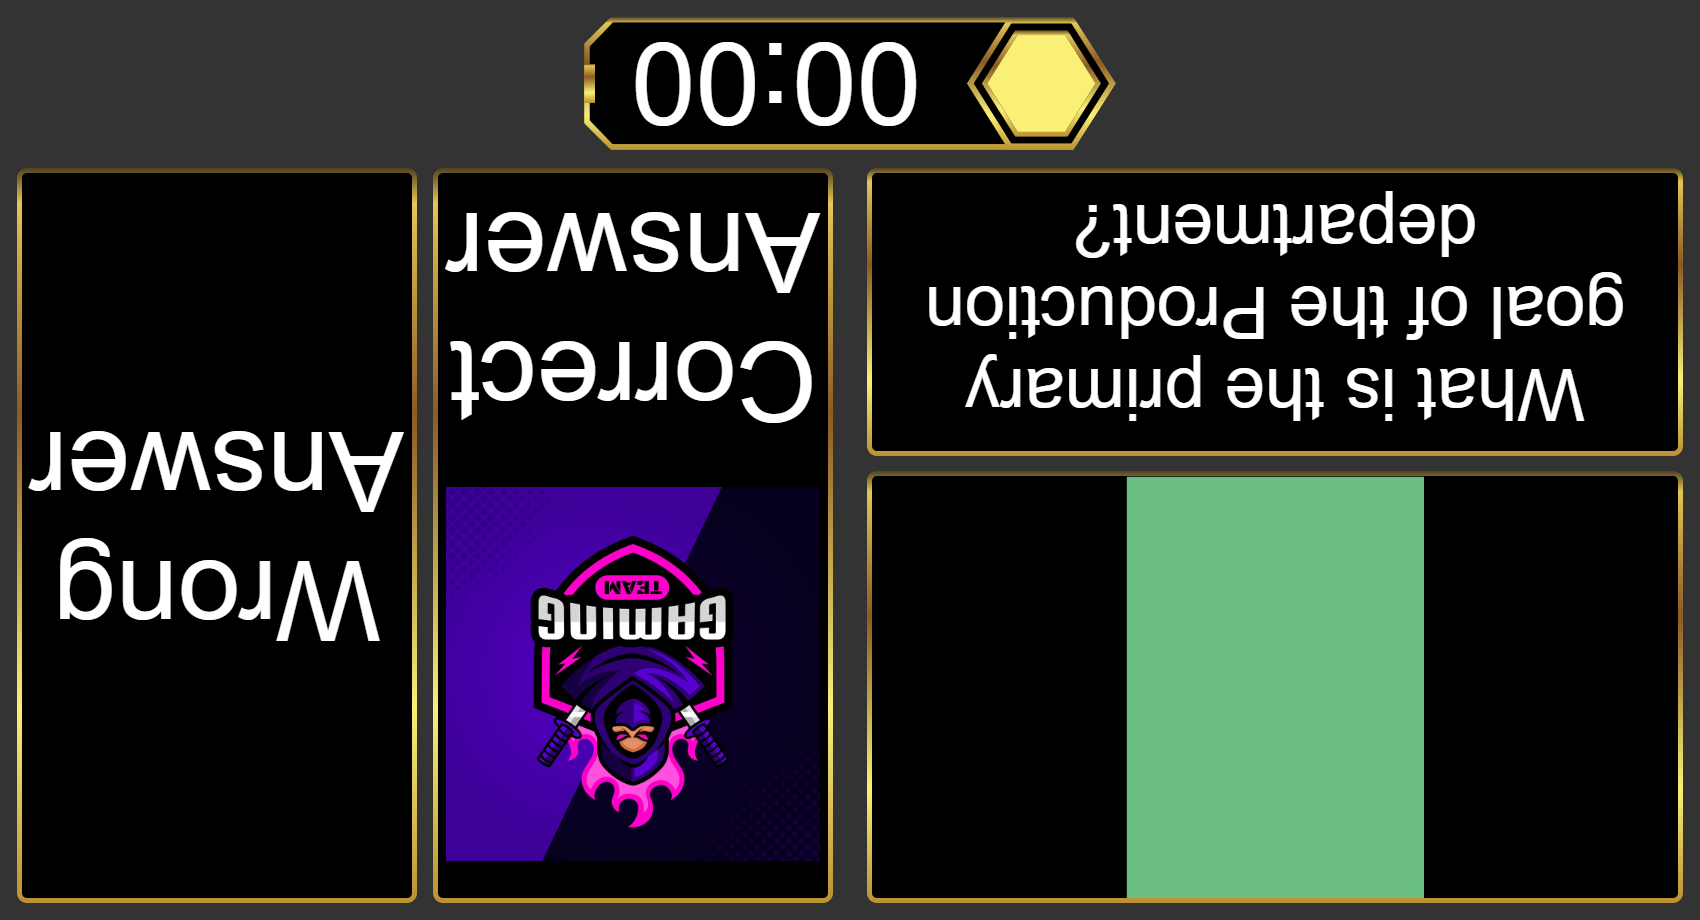 What is the primary
goal of the Production
department?
Correct
Answer
Wrong
Answer
00:00
GAMING
TEAM